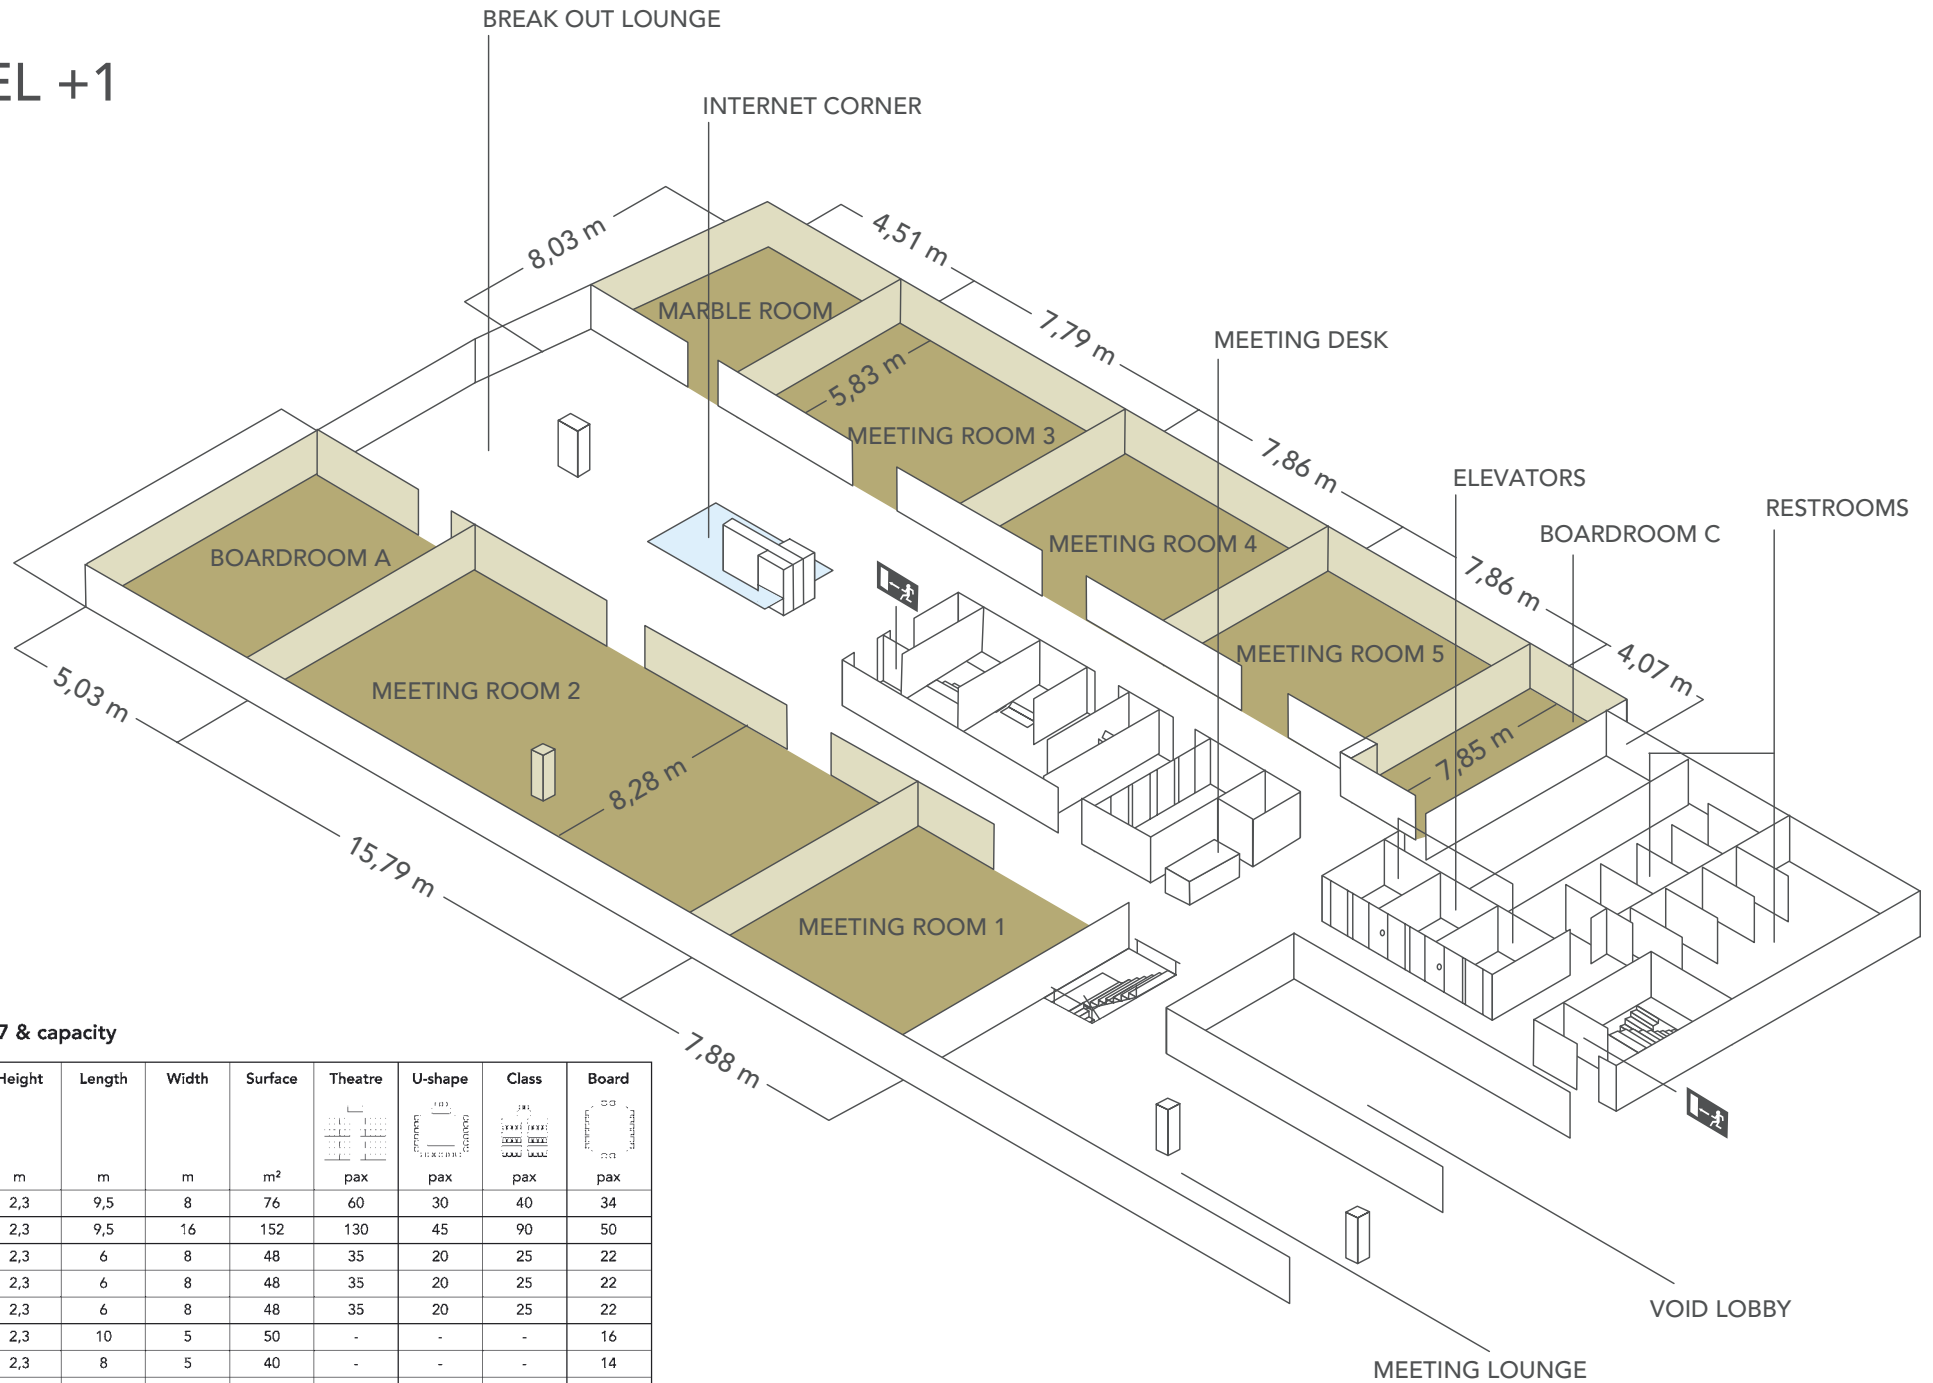 BREAK OUT LOUNGE
EL +1
INTERNET CORNER
8,03 m
4,51 m
MARBLE ROOM
7,79 m
MEETING DESK
5,83 m
MEETING ROOM 3
7,86 m
ELEVATORS
RESTROOMS
BOARDROOM C
BOARDROOM A
MEETING ROOM 4
7,86 m
MEETING ROOM 5
4,07 m
5,03 m
MEETING ROOM 2
7,85 m
8,28 m
15,79 m
MEETING ROOM 1
7,88 m
7 & capacity
Height Length Width Surface Theatre U-shape Class Board
m m m m² pax pax pax pax
2,3 9,5 8 76 60 30 40 34
2,3 9,5 16 152 130 45 90 50
2,3 6 8 48 35 20 25 22
2,3 6 8 48 35 20 25 22
2,3 6 8 48 35 20 25 22
2,3 10 5 50 - - - 16
2,3 8 5 40 - - - 14
VOID LOBBY
MEETING LOUNGE